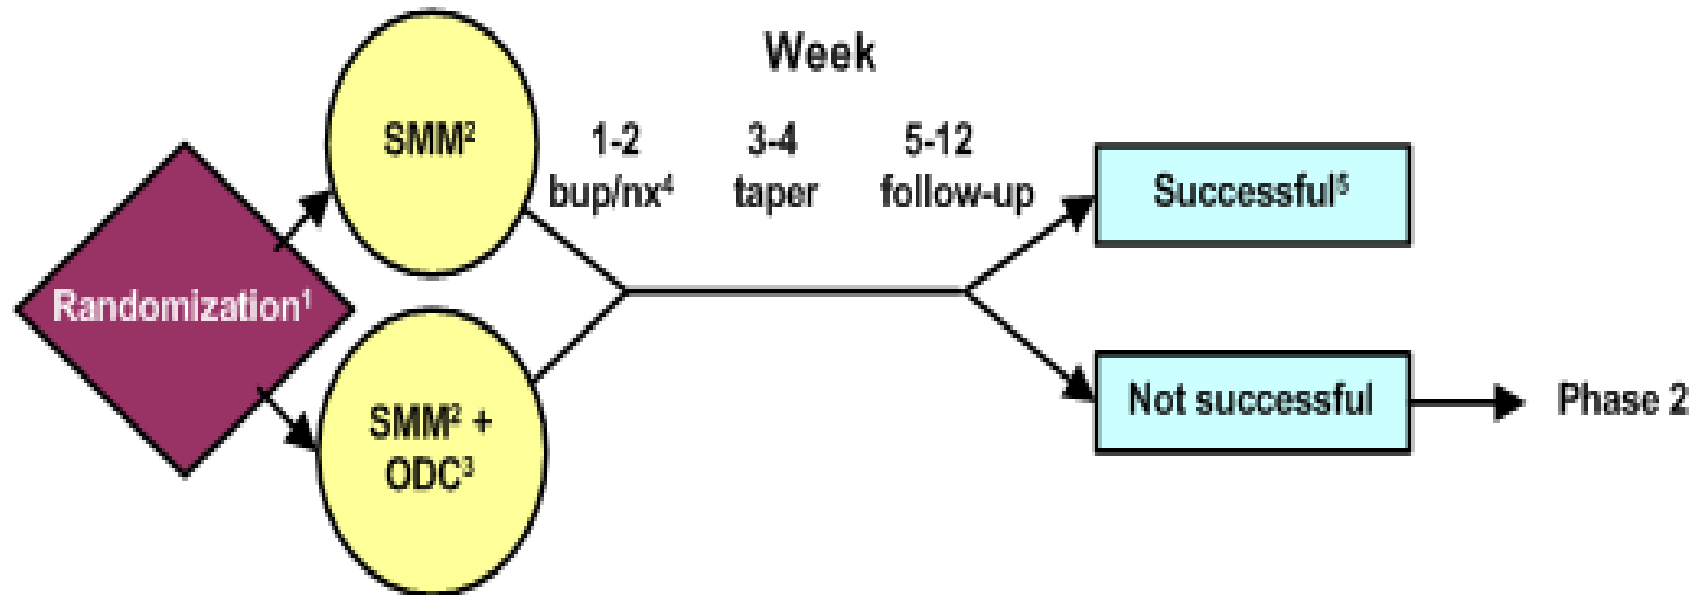 Week
SMM²
1-2
bup/nx⁴
3-4
taper
5-12
follow-up
Successful⁵
Randomization¹
SMM² +
ODC³
Not successful
Phase 2